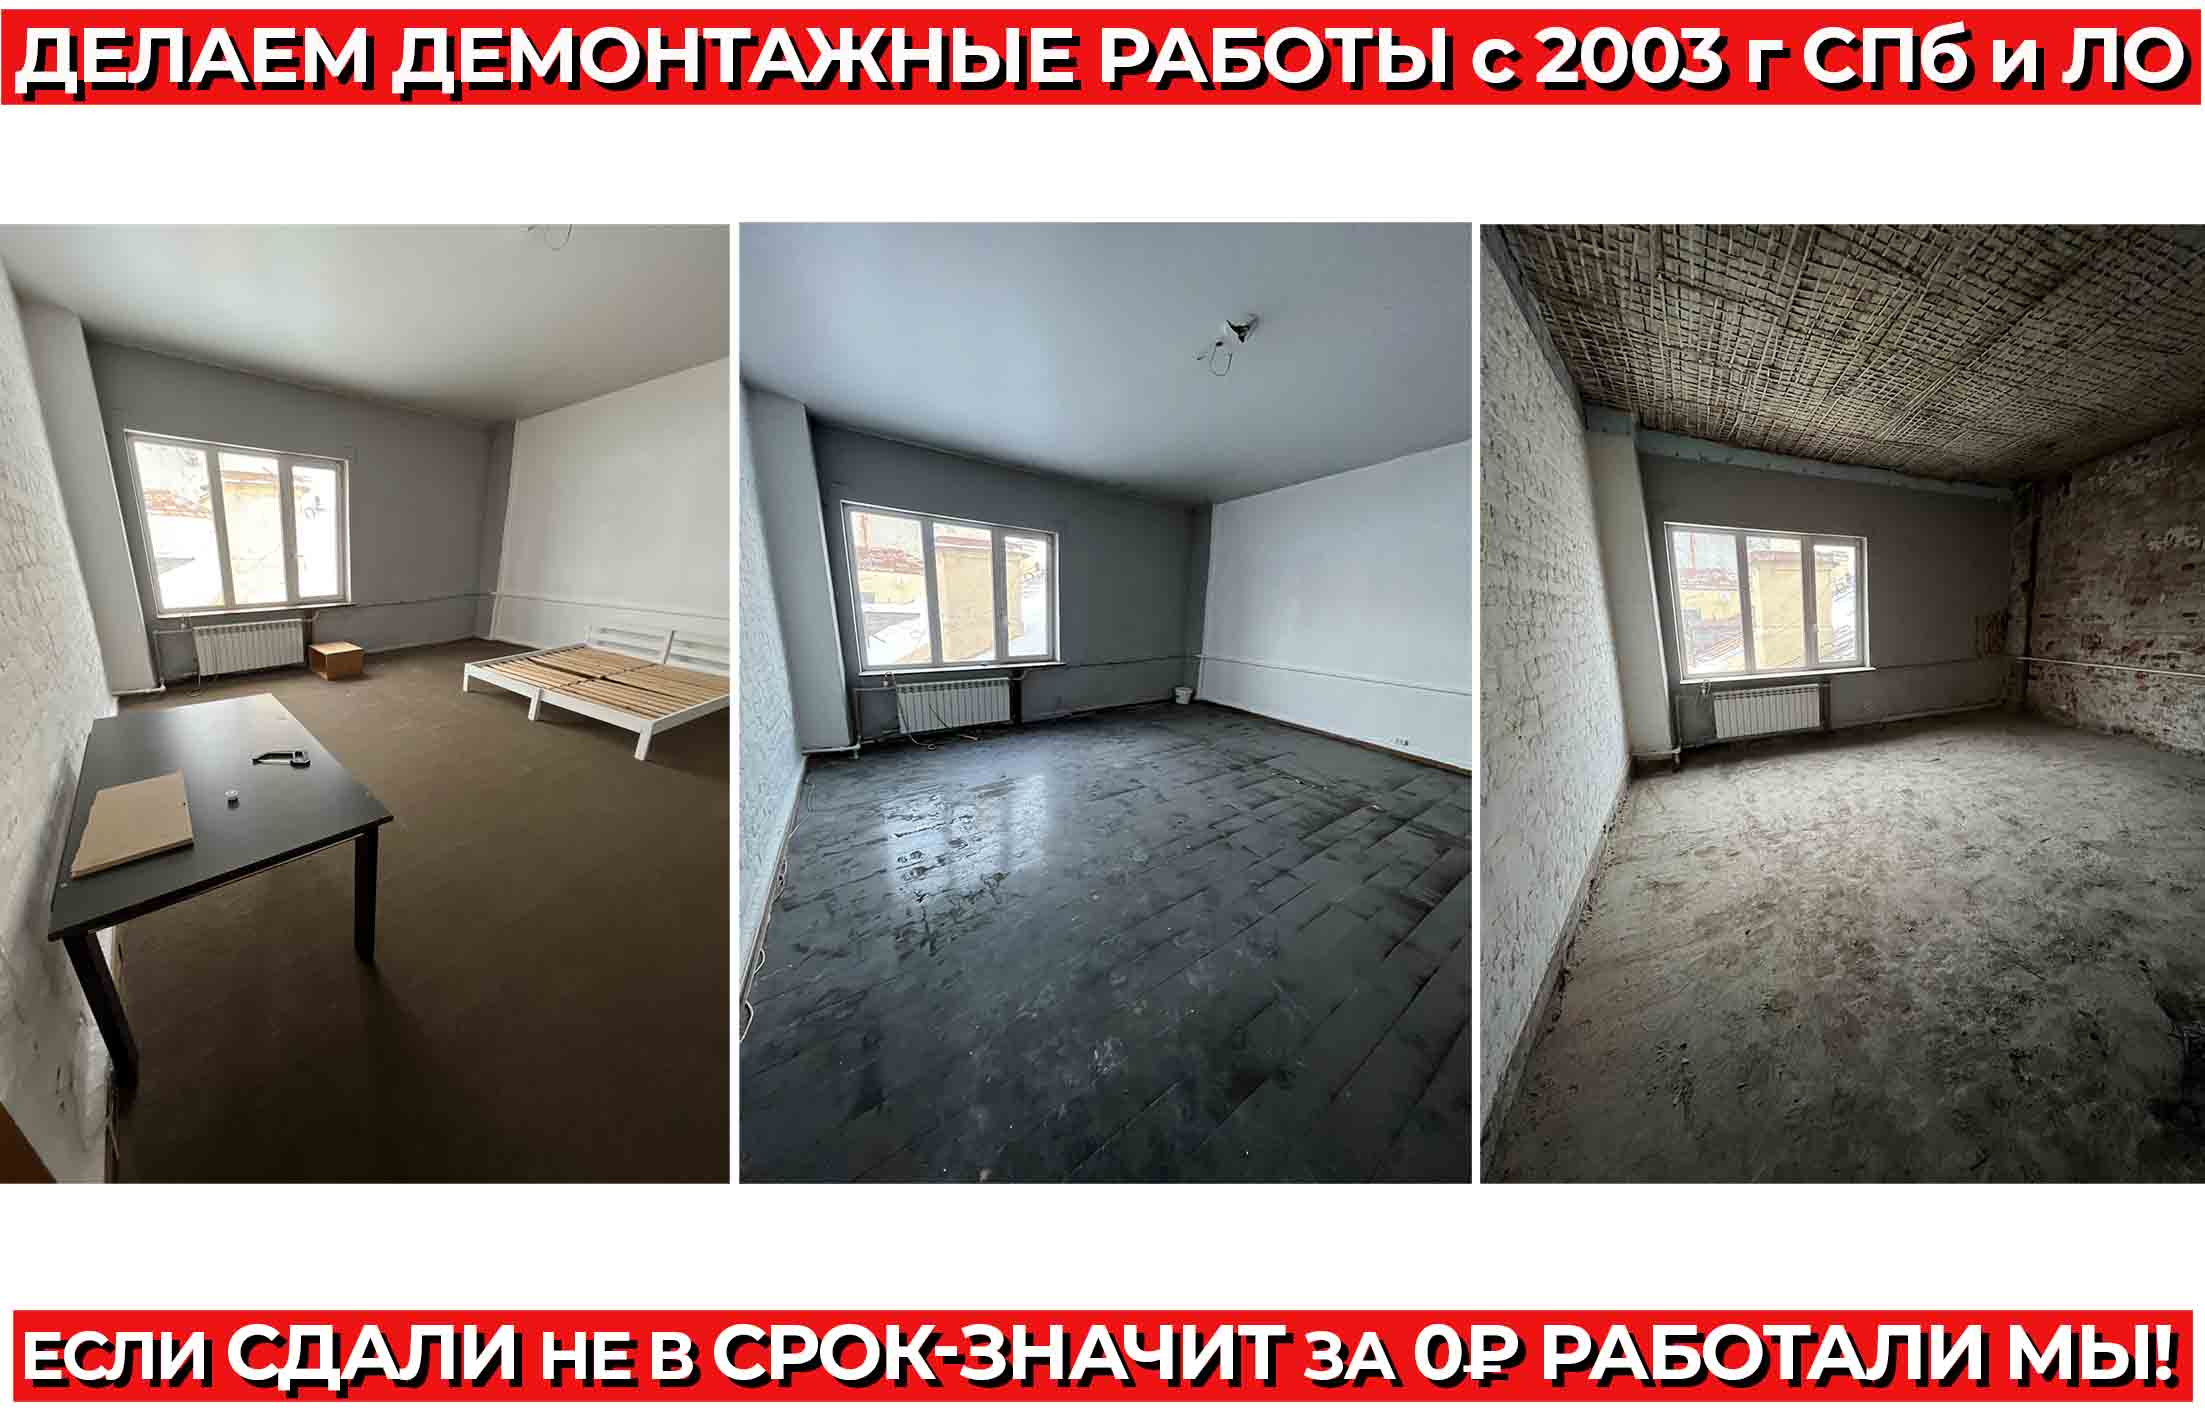 ДЕЛАЕМ ДЕМОНТАЖНЫЕ РАБОТЫ с 2003 г СПб и ЛО
ЕСЛИ СДАЛИ НЕ В СРОК-ЗНАЧИТ ЗА 0₽ РАБОТАЛИ МЫ!